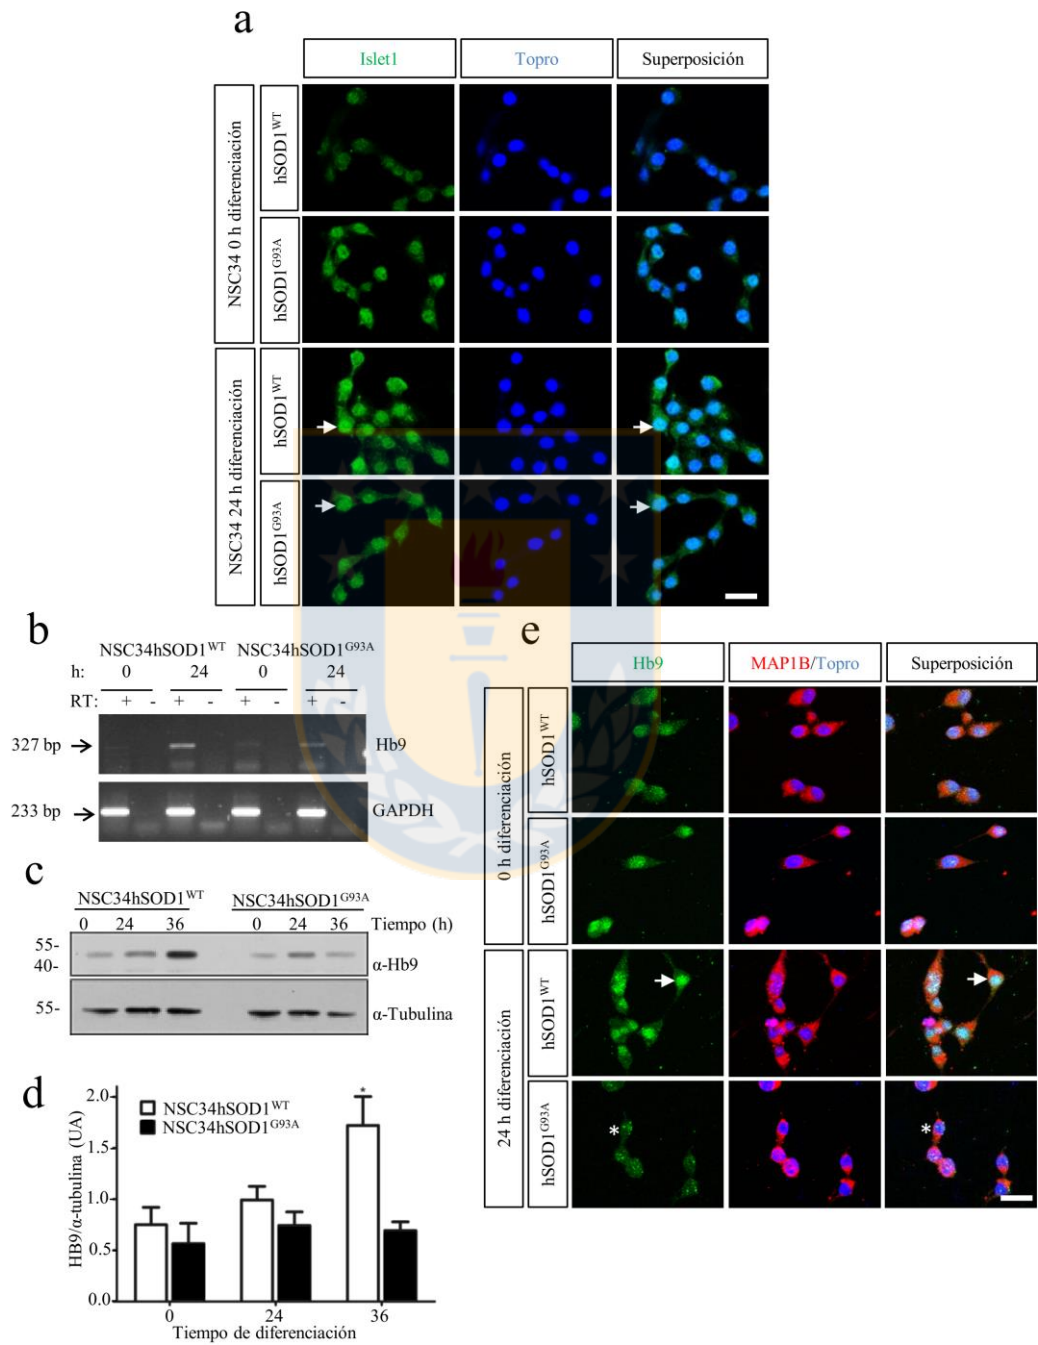 a
Islet1 Topro Superposición
NSC34 0 h diferenciación
hSOD1WT
hSOD1G93A
NSC34 24 h diferenciación
hSOD1WT
hSOD1G93A
b
NSC34hSOD1WT NSC34hSOD1G93A
h: 0 24 0 24
RT: + - + - + - + -
327 bp Hb9
233 bp GAPDH
c
NSC34hSOD1WT NSC34hSOD1G93A
0 24 36 0 24 36 Tiempo (h)
55-
40- α-Hb9
55- α-Tubulina
d
HB9/α-tubulina (UA)
2.0
1.5
1.0
0.5
0.0
NSC34hSOD1WT
NSC34hSOD1G93A
*
0 24 36
Tiempo de diferenciación
e
Hb9 MAP1B/Topro Superposición
0 h diferenciación
hSOD1WT
hSOD1G93A
24 h diferenciación
hSOD1WT
hSOD1G93A
* *